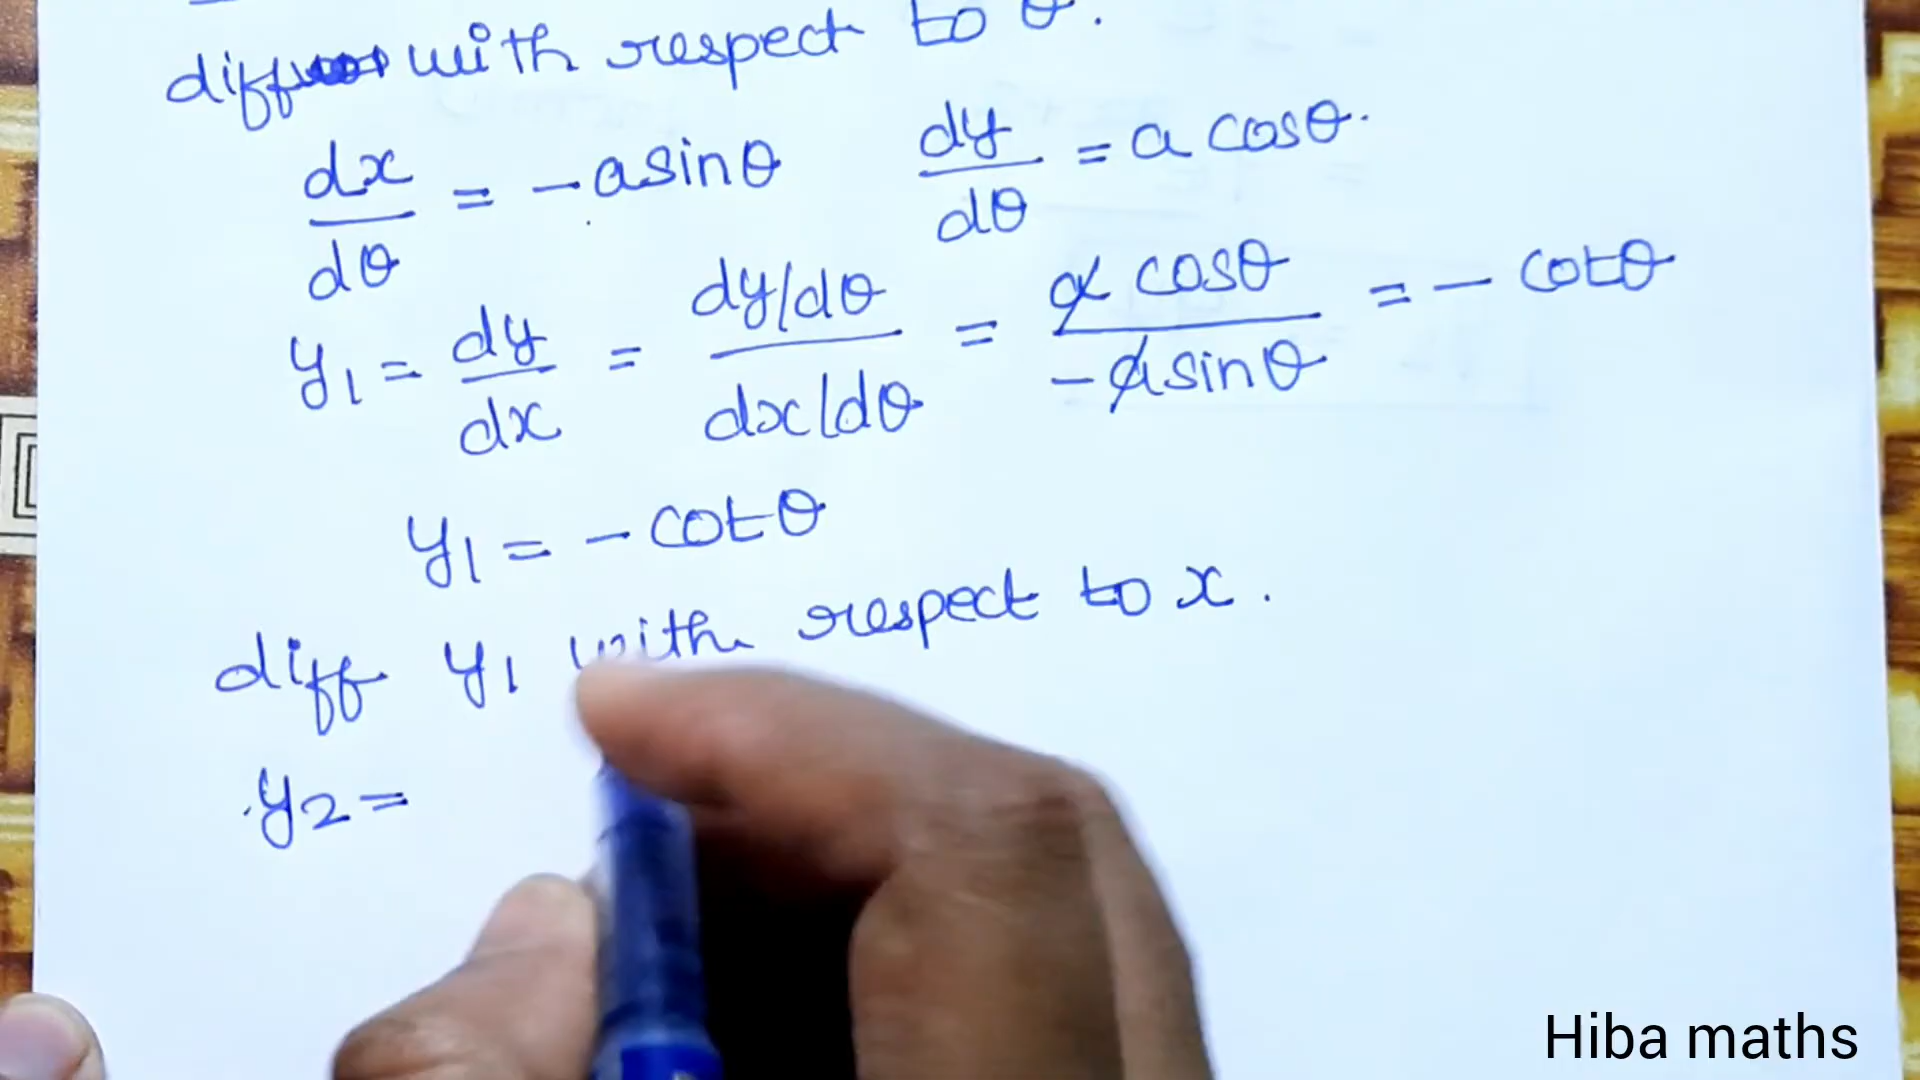 diff with respect to θ.
dx/dθ = -a sinθ dy/dθ = a cosθ.
y₁ = dy/dx = (dy/dθ)/(dx/dθ) = (a cosθ)/(-a sinθ) = - cotθ
y₁ = - cotθ
diff y₁ with respect to x.
y₂ =
Hiba maths